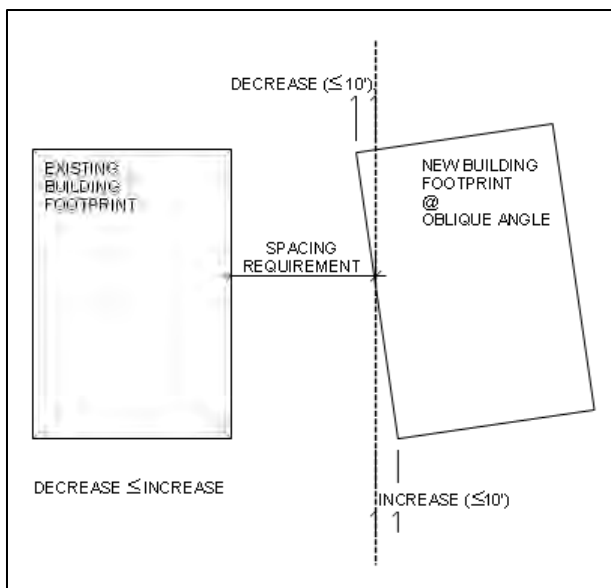 DECREASE (≤10')
EXISTING
BUILDING
FOOTPRINT
NEW BUILDING
FOOTPRINT
@
OBLIQUE ANGLE
SPACING
REQUIREMENT
DECREASE ≤INCREASE
INCREASE (≤10')